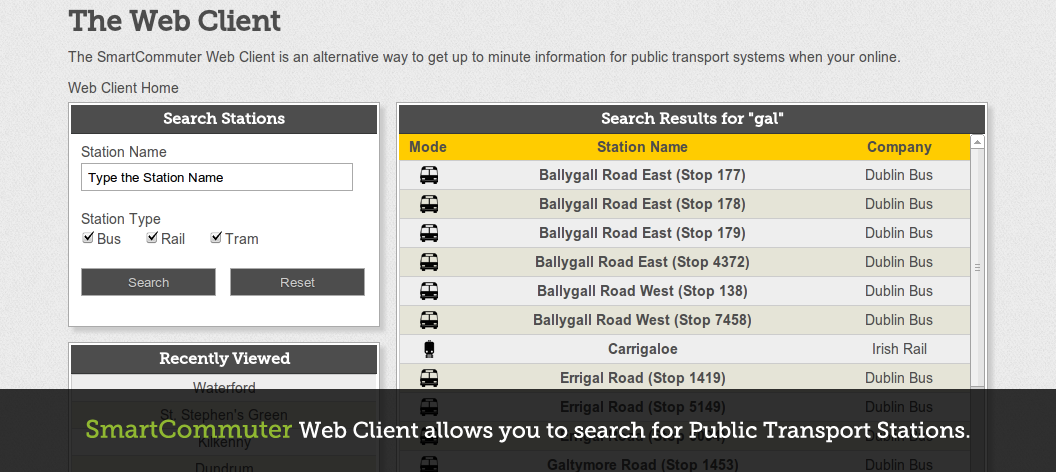 The Web Client
The SmartCommuter Web Client is an alternative way to get up to minute information for public transport systems when your online.
Web Client Home
Search Stations
Station Name
Type the Station Name
Station Type
Bus Rail Tram
Search Reset
Recently Viewed
Waterford
St. Stephen's Green
Kilkenny
Dundrum
Search Results for "gal"
Mode Station Name Company
Ballygall Road East (Stop 177) Dublin Bus
Ballygall Road East (Stop 178) Dublin Bus
Ballygall Road East (Stop 179) Dublin Bus
Ballygall Road East (Stop 4372) Dublin Bus
Ballygall Road West (Stop 138) Dublin Bus
Ballygall Road West (Stop 7458) Dublin Bus
Carrigaloe Irish Rail
Errigal Road (Stop 1419) Dublin Bus
Errigal Road (Stop 5149) Dublin Bus
Galtymore Road (Stop 1453) Dublin Bus
SmartCommuter Web Client allows you to search for Public Transport Stations.